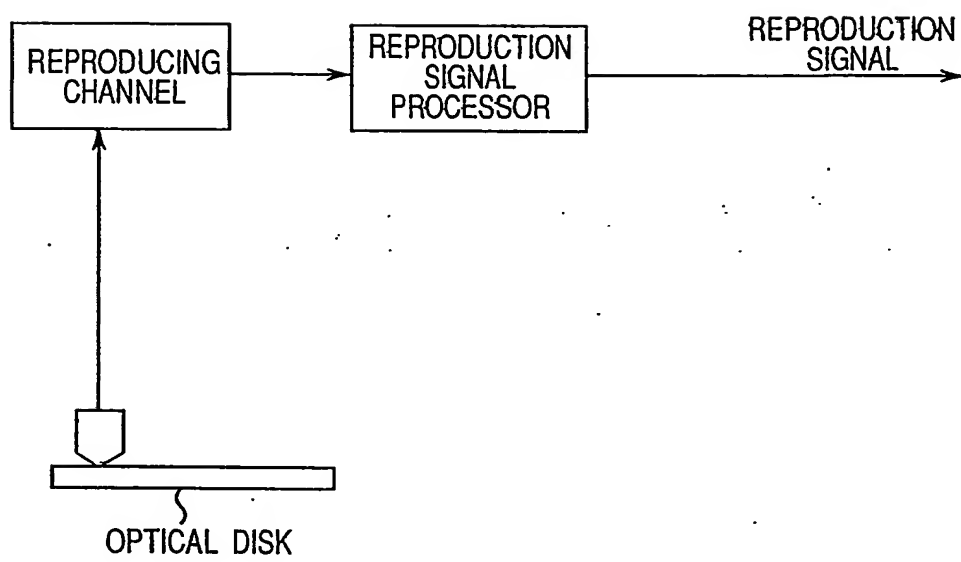 REPRODUCING
CHANNEL
REPRODUCTION
SIGNAL
PROCESSOR
REPRODUCTION
SIGNAL
OPTICAL DISK